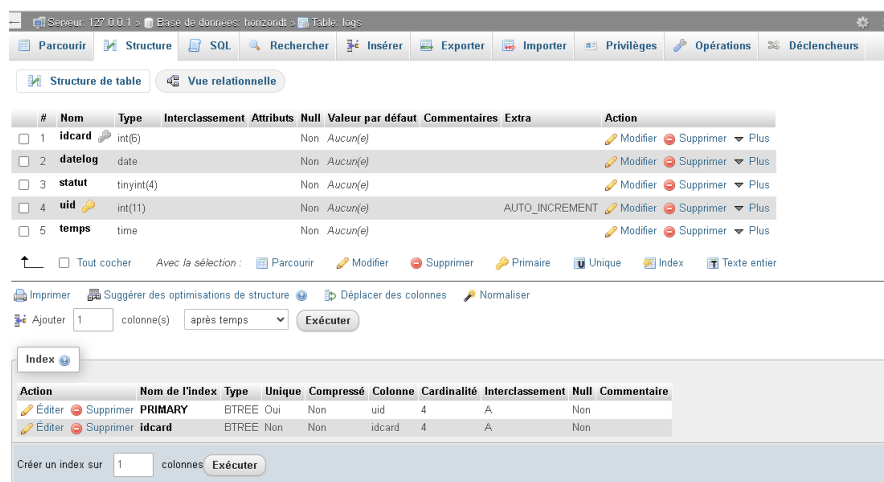 Serveur: 127.0.0.1 » Base de données: horizondt » Table: logs
Parcourir Structure SQL Rechercher Insérer Exporter Importer Privilèges Opérations Déclencheurs
Structure de table Vue relationnelle
# Nom Type Interclassement Attributs Null Valeur par défaut Commentaires Extra Action
1 idcard int(6) Non Aucun(e) Modifier Supprimer Plus
2 datelog date Non Aucun(e) Modifier Supprimer Plus
3 statut tinyint(4) Non Aucun(e) Modifier Supprimer Plus
4 uid int(11) Non Aucun(e) AUTO_INCREMENT Modifier Supprimer Plus
5 temps time Non Aucun(e) Modifier Supprimer Plus
Tout cocher Avec la sélection : Parcourir Modifier Supprimer Primaire Unique Index Texte entier
Imprimer Suggérer des optimisations de structure Déplacer des colonnes Normaliser
Ajouter 1 colonne(s) après temps Exécuter
Index
Action Nom de l'index Type Unique Compressé Colonne Cardinalité Interclassement Null Commentaire
Éditer Supprimer PRIMARY BTREE Oui Non uid 4 A Non
Éditer Supprimer idcard BTREE Non Non idcard 4 A Non
Créer un index sur 1 colonnes Exécuter